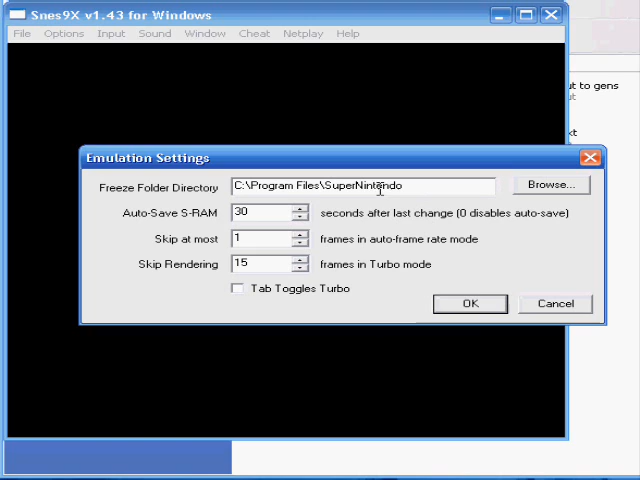 Snes9X v1.43 for Windows
File Options Input Sound Window Cheat Netplay Help
ut to gens
ut
xt
Emulation Settings
Freeze Folder Directory C:\Program Files\SuperNintendo Browse...
Auto-Save S-RAM 30 seconds after last change (0 disables auto-save)
Skip at most 1 frames in auto-frame rate mode
Skip Rendering 15 frames in Turbo mode
Tab Toggles Turbo
OK Cancel